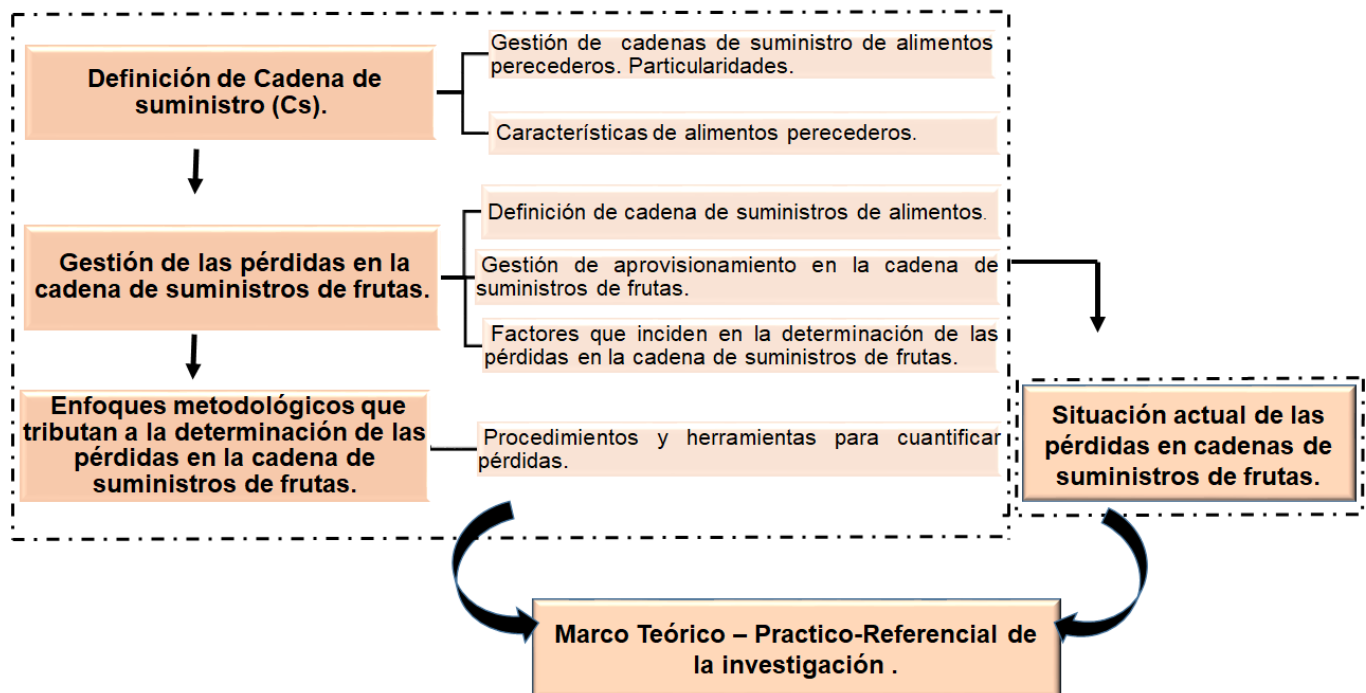 Definición de Cadena de
suministro (Cs).
Gestión de cadenas de suministro de alimentos
perecederos. Particularidades.
Características de alimentos perecederos.
Gestión de las pérdidas en la
cadena de suministros de frutas.
Definición de cadena de suministros de alimentos.
Gestión de aprovisionamiento en la cadena de
suministros de frutas.
Factores que inciden en la determinación de las
pérdidas en la cadena de suministros de frutas.
Enfoques metodológicos que
tributan a la determinación de las
pérdidas en la cadena de
suministros de frutas.
Procedimientos y herramientas para cuantificar
pérdidas.
Situación actual de las
pérdidas en cadenas de
suministros de frutas.
Marco Teórico – Practico-Referencial de
la investigación .